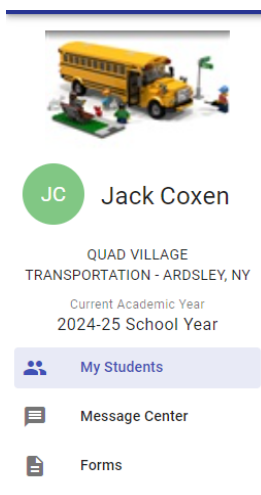 JC
Jack Coxen
QUAD VILLAGE
TRANSPORTATION - ARDSLEY, NY
Current Academic Year
2024-25 School Year
My Students
Message Center
Forms